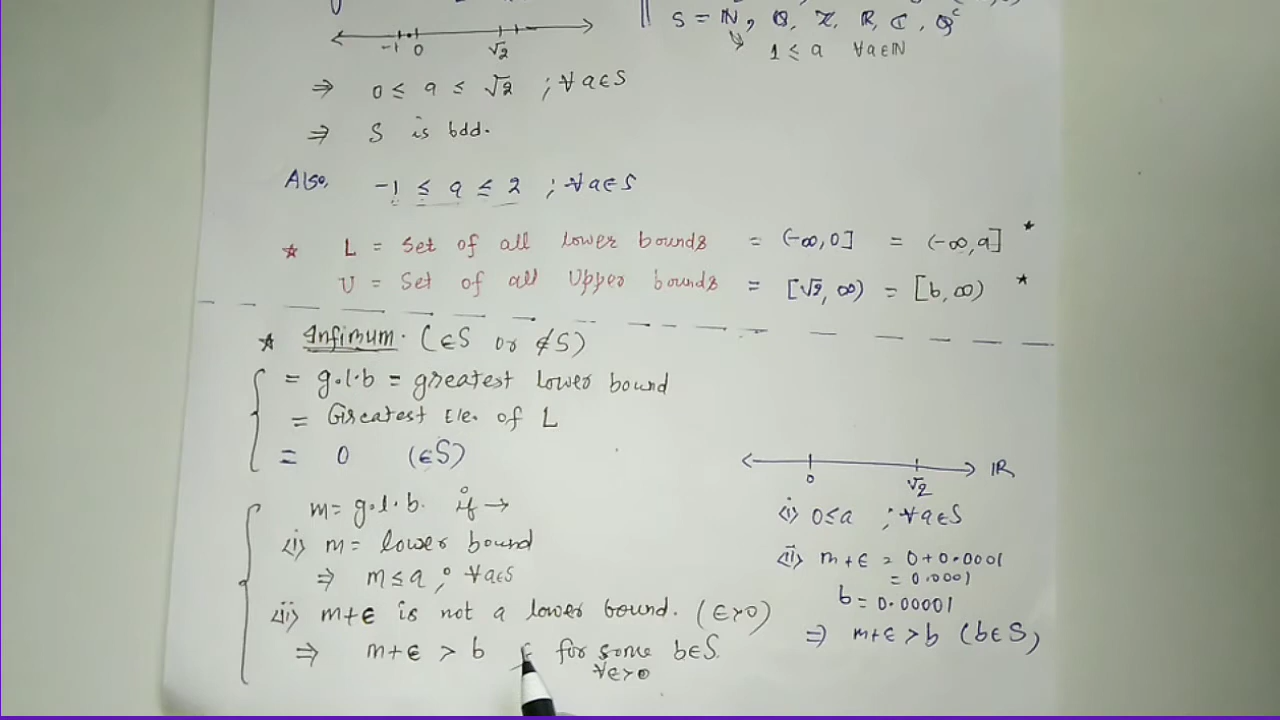 S = ℕ, ℚ, ℤ, ℝ, ℂ, ℚᶜ
1 ≤ a ∀a∈ℕ
-1 0 √2
⇒ 0 ≤ a ≤ √2 ; ∀a∈S
⇒ S is bdd.
Also, -1 ≤ a ≤ 2 ; ∀a∈S
* L = Set of all lower bounds = (-∞, 0] = (-∞, a] *
U = Set of all Upper bounds = [√2, ∞) = [b, ∞) *
* Infimum. (∈S or ∉S)
= g.l.b = greatest lower bound
= Greatest Ele. of L
= 0 (∈S)
m = g.l.b. if →
(i) m = lower bound
⇒ m ≤ a ; ∀a∈S
(ii) m+ϵ is not a lower bound. (ϵ>0)
⇒ m+ϵ > b for some b∈S.
∀ϵ>0
0 √2 ℝ
(i) 0≤a ; ∀a∈S
(ii) m+ϵ = 0+0.0001
= 0.0001
b = 0.00001
⇒ m+ϵ > b (b∈S)